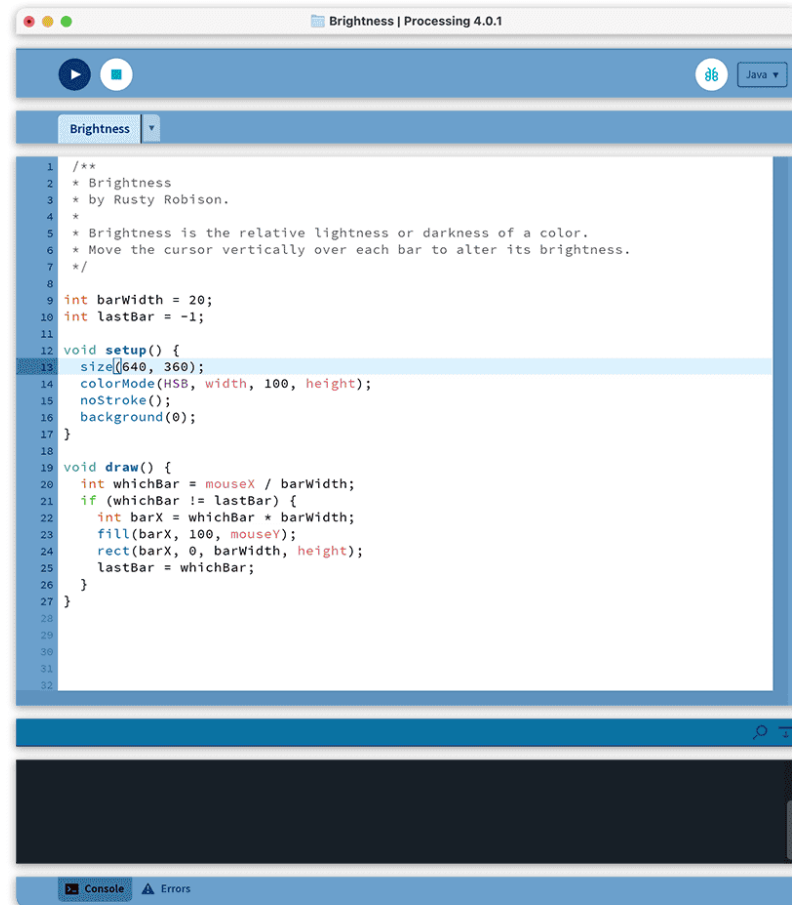 Brightness | Processing 4.0.1
Java ▾
Brightness ▾
1 /**
2 * Brightness
3 * by Rusty Robison.
4 *
5 * Brightness is the relative lightness or darkness of a color.
6 * Move the cursor vertically over each bar to alter its brightness.
7 */
8
9 int barWidth = 20;
10 int lastBar = -1;
11
12 void setup() {
13   size(640, 360);
14   colorMode(HSB, width, 100, height);
15   noStroke();
16   background(0);
17 }
18
19 void draw() {
20   int whichBar = mouseX / barWidth;
21   if (whichBar != lastBar) {
22     int barX = whichBar * barWidth;
23     fill(barX, 100, mouseY);
24     rect(barX, 0, barWidth, height);
25     lastBar = whichBar;
26   }
27 }
28
29
30
31
32
Console Errors